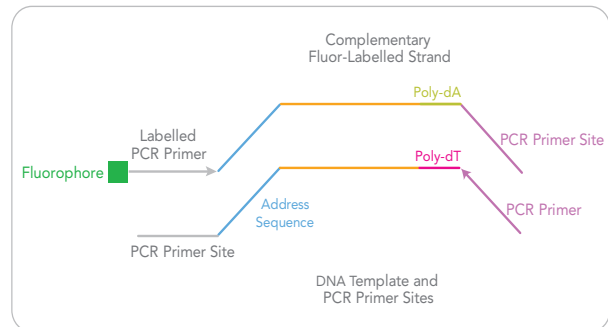 Complementary
Fluor-Labelled Strand
Poly-dA
Labelled
PCR Primer
PCR Primer Site
Poly-dT
Fluorophore
Address
Sequence
PCR Primer
PCR Primer Site
DNA Template and
PCR Primer Sites